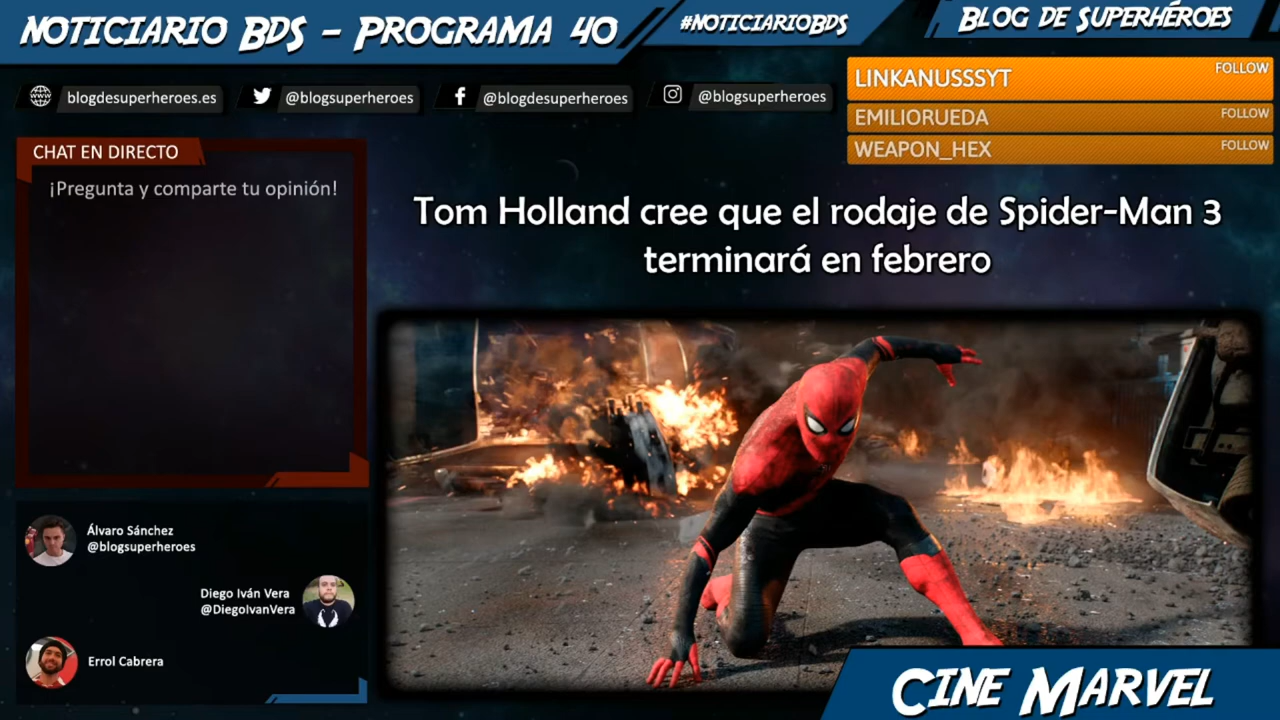 NOTICIARIO BDS - PROGRAMA 40
#NOTICIARIOBDS
BLOG DE SUPERHÉROES
blogdesuperheroes.es
@blogsuperheroes
@blogdesuperheroes
@blogsuperheroes
LINKANUSSSYT
FOLLOW
EMILIORUEDA
FOLLOW
WEAPON_HEX
FOLLOW
CHAT EN DIRECTO
¡Pregunta y comparte tu opinión!
Tom Holland cree que el rodaje de Spider-Man 3
terminará en febrero
Álvaro Sánchez
@blogsuperheroes
Diego Iván Vera
@DiegoIvanVera
Errol Cabrera
CINE MARVEL